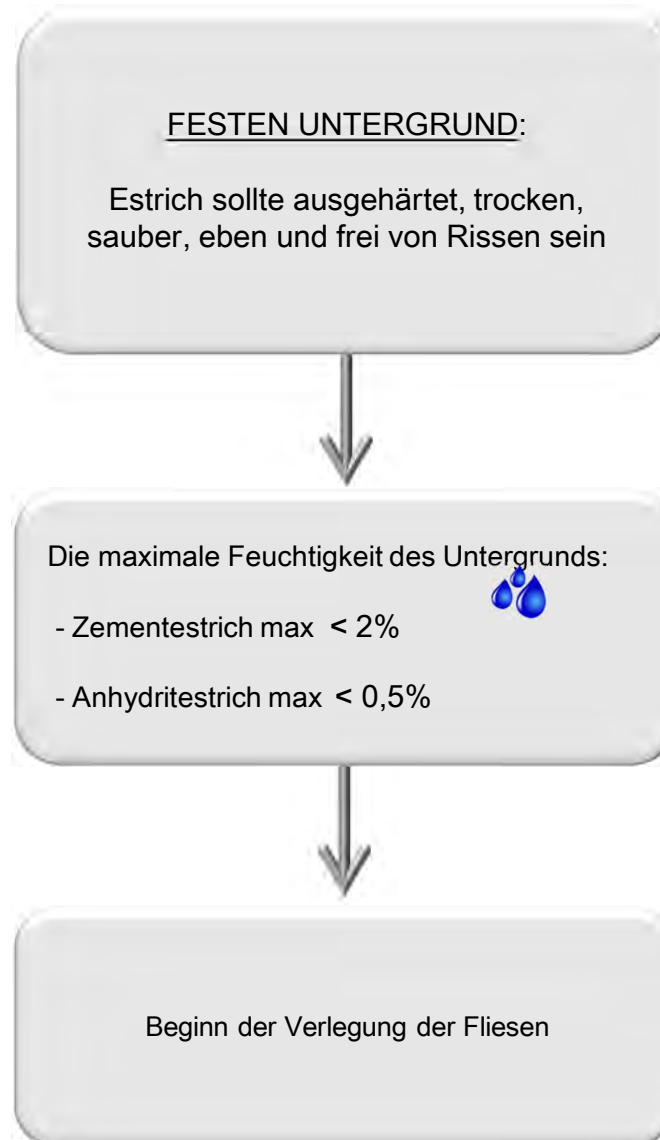 FESTEN UNTERGRUND:
Estrich sollte ausgehärtet, trocken,
sauber, eben und frei von Rissen sein
Die maximale Feuchtigkeit des Untergrunds:
- Zementestrich max < 2%
- Anhydritestrich max < 0,5%
Beginn der Verlegung der Fliesen